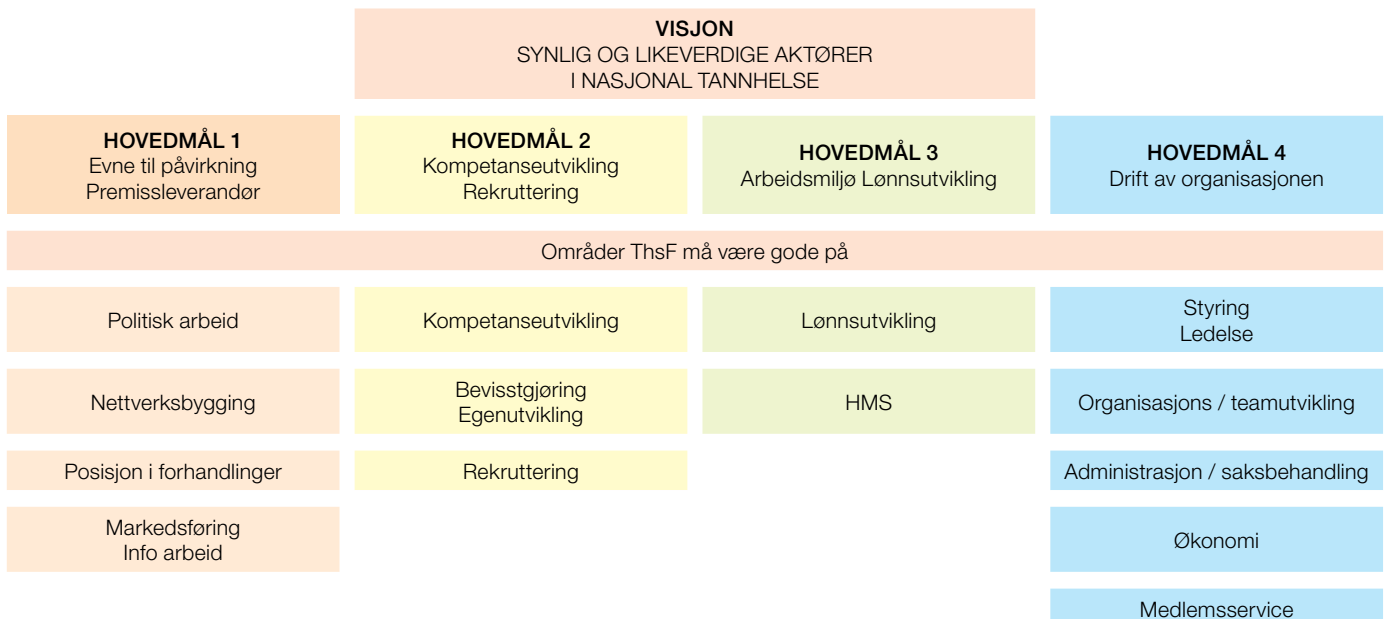 VISJON
SYNLIG OG LIKEVERDIGE AKTØRER
I NASJONAL TANNHELSE
HOVEDMÅL 1
Evne til påvirkning
Premissleverandør
HOVEDMÅL 2
Kompetanseutvikling
Rekruttering
HOVEDMÅL 3
Arbeidsmiljø Lønnsutvikling
HOVEDMÅL 4
Drift av organisasjonen
Områder ThsF må være gode på
Politisk arbeid
Kompetanseutvikling
Lønnsutvikling
Styring
Ledelse
Nettverksbygging
Bevisstgjøring
Egenutvikling
HMS
Organisasjons / teamutvikling
Posisjon i forhandlinger
Rekruttering
Administrasjon / saksbehandling
Markedsføring
Info arbeid
Økonomi
Medlemsservice